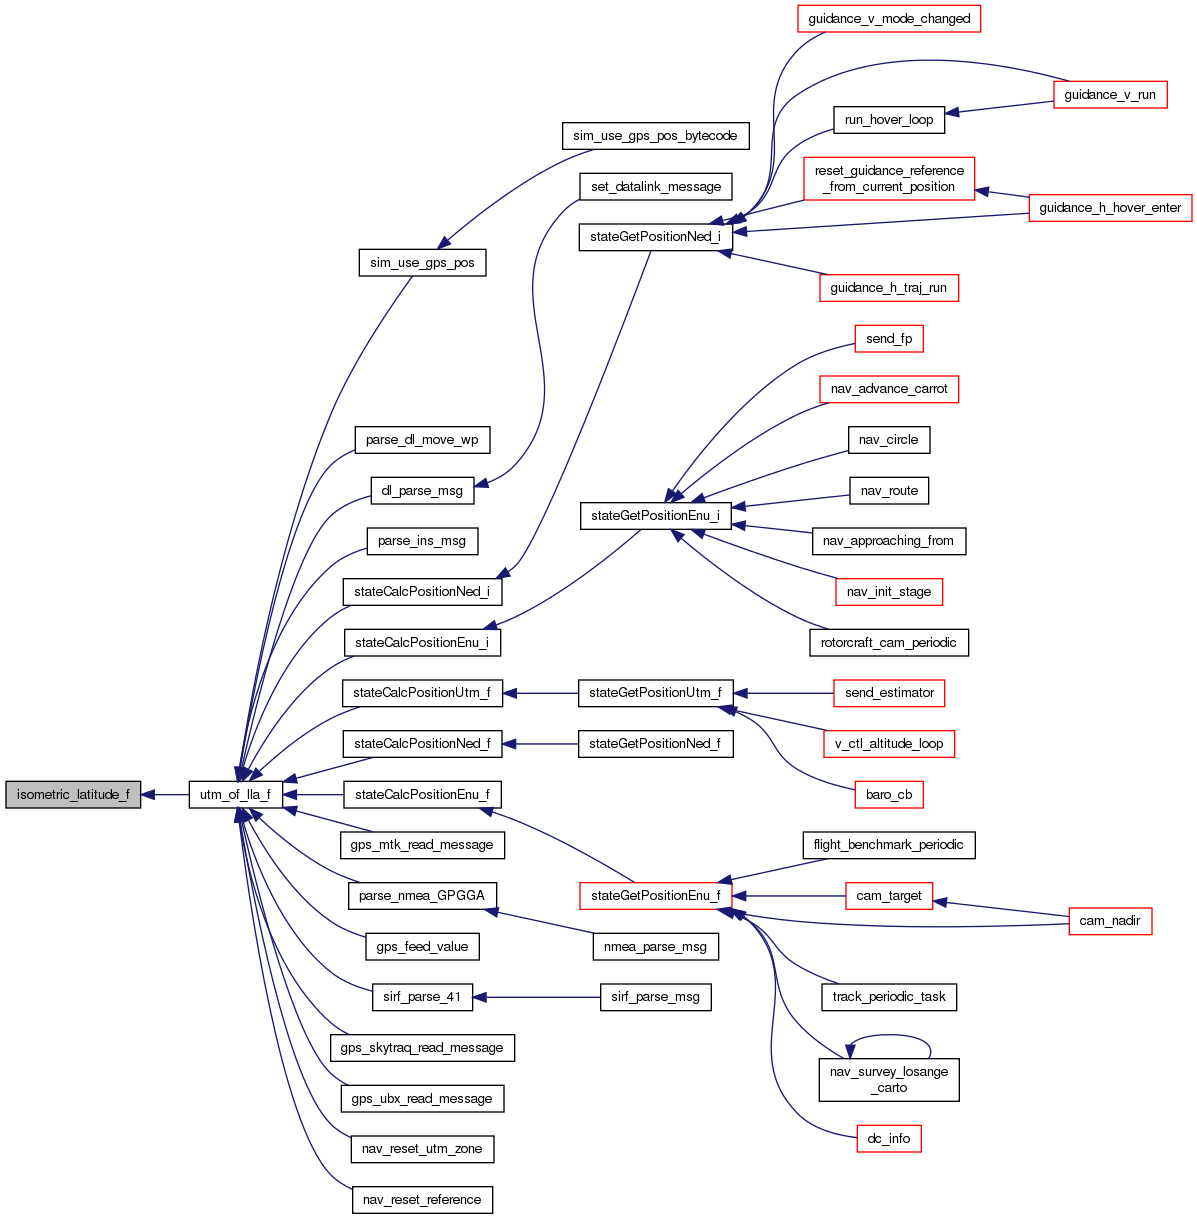 guidance_v_mode_changed
guidance_v_run
run_hover_loop
sim_use_gps_pos_bytecode
set_datalink_message
reset_guidance_reference
_from_current_position
guidance_h_hover_enter
stateGetPositionNed_i
sim_use_gps_pos
guidance_h_traj_run
send_fp
nav_advance_carrot
parse_dl_move_wp
nav_circle
dl_parse_msg
nav_route
stateGetPositionEnu_i
parse_ins_msg
nav_approaching_from
stateCalcPositionNed_i
nav_init_stage
stateCalcPositionEnu_i
rotorcraft_cam_periodic
stateCalcPositionUtm_f
stateGetPositionUtm_f
send_estimator
stateCalcPositionNed_f
stateGetPositionNed_f
v_ctl_altitude_loop
isometric_latitude_f
utm_of_lla_f
stateCalcPositionEnu_f
baro_cb
gps_mtk_read_message
flight_benchmark_periodic
parse_nmea_GPGGA
stateGetPositionEnu_f
cam_target
cam_nadir
gps_feed_value
nmea_parse_msg
sirf_parse_41
sirf_parse_msg
track_periodic_task
gps_skytraq_read_message
nav_survey_losange
_carto
gps_ubx_read_message
dc_info
nav_reset_utm_zone
nav_reset_reference